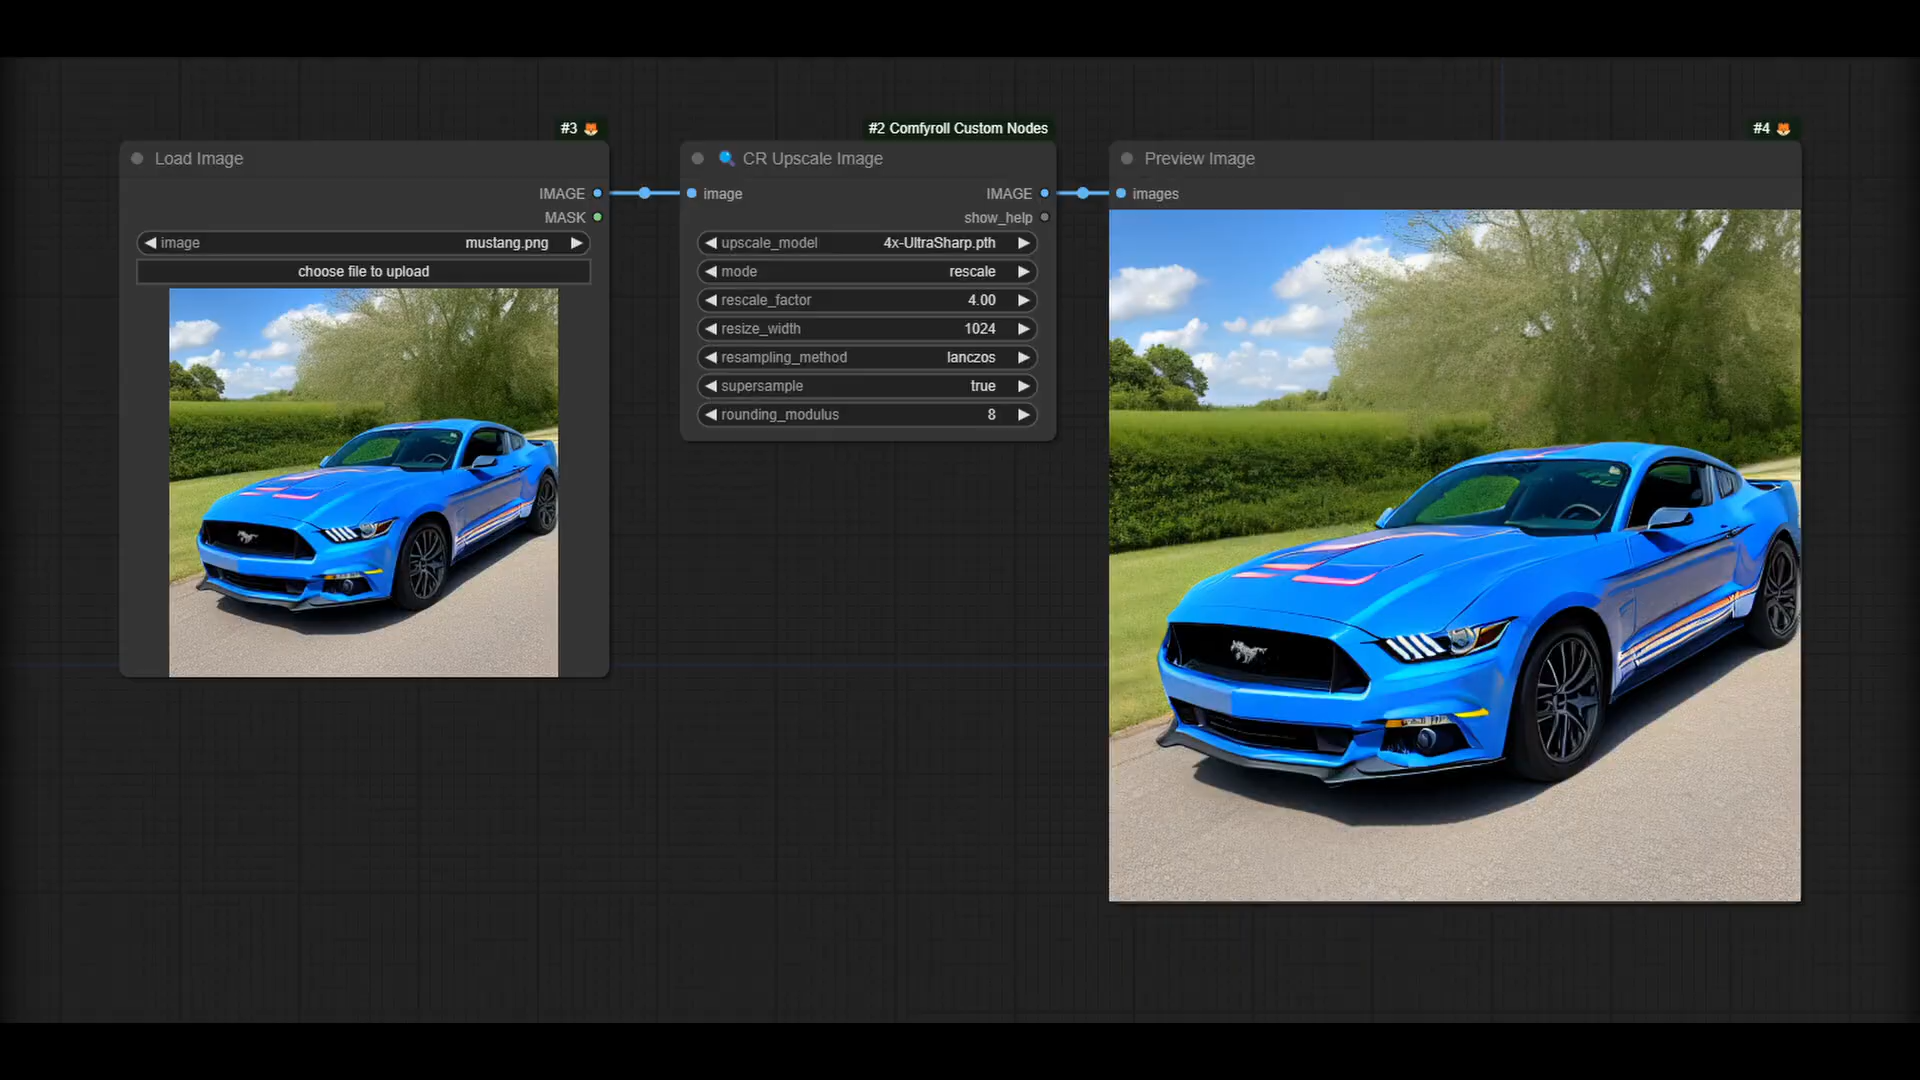 #3
Load Image
IMAGE
MASK
image mustang.png
choose file to upload
#2 Comfyroll Custom Nodes
CR Upscale Image
image IMAGE
show_help
upscale_model 4x-UltraSharp.pth
mode rescale
rescale_factor 4.00
resize_width 1024
resampling_method lanczos
supersample true
rounding_modulus 8
#4
Preview Image
images